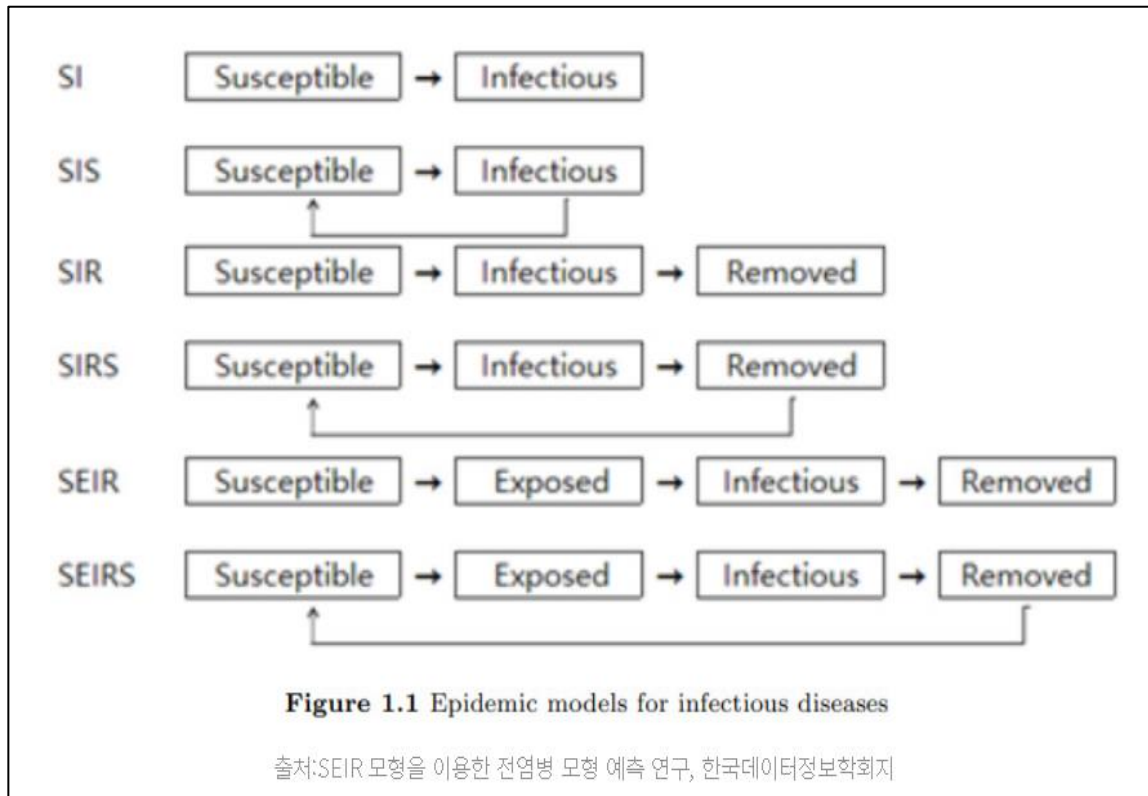 SI Susceptible → Infectious
SIS Susceptible → Infectious
SIR Susceptible → Infectious → Removed
SIRS Susceptible → Infectious → Removed
SEIR Susceptible → Exposed → Infectious → Removed
SEIRS Susceptible → Exposed → Infectious → Removed
Figure 1.1 Epidemic models for infectious diseases
출처:SEIR 모형을 이용한 전염병 모형 예측 연구, 한국데이터정보학회지